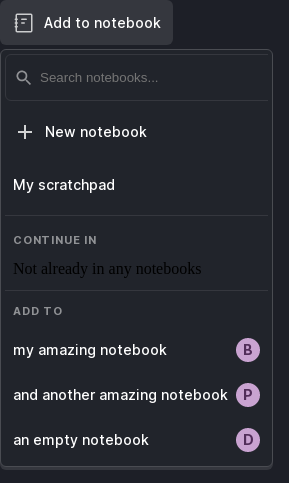 Add to notebook
Search notebooks...
New notebook
My scratchpad
CONTINUE IN
Not already in any notebooks
ADD TO
my amazing notebook B
and another amazing notebook P
an empty notebook D